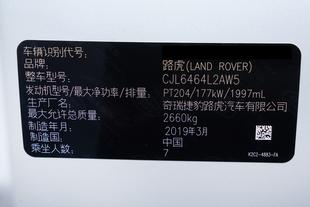 车辆识别代号:
品牌: 路虎(LAND ROVER)
整车型号: CJL6464L2AW5
发动机型号/最大净功率/排量: PT204/177kW/1997mL
生产厂名: 奇瑞捷豹路虎汽车有限公司
最大允许总质量: 2660kg
制造年月: 2019年3月
制造国: 中国
乘坐人数: 7
K2C2-4883-FA